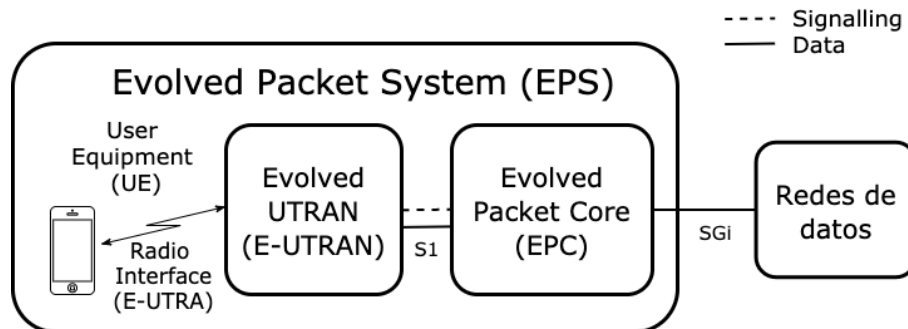 Signalling
Data
Evolved Packet System (EPS)
User
Equipment
(UE)
Radio
Interface
(E-UTRA)
Evolved
UTRAN
(E-UTRAN)
S1
Evolved
Packet Core
(EPC)
SGi
Redes de
datos